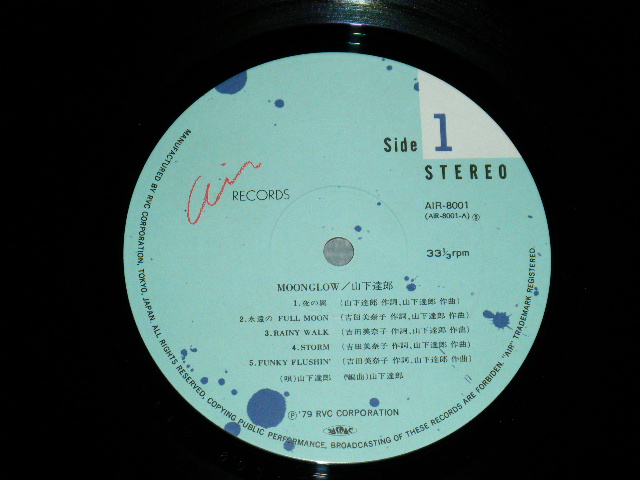 Side 1
STEREO
air RECORDS
AIR-8001
(AIR-8001-A) Ⓢ
33⅓rpm
MOONGLOW/山下達郎
1.夜の翼 (山下達郎 作詞、山下達郎 作曲)
2.永遠の FULL MOON (吉田美奈子 作詞、山下達郎 作曲)
3.RAINY WALK (吉田美奈子 作詞、山下達郎 作曲)
4.STORM (吉田美奈子 作詞、山下達郎 作曲)
5.FUNKY FLUSHIN' (吉田美奈子 作詞、山下達郎 作曲)
(唄)山下達郎 (編曲)山下達郎
Ⓟ'79 RVC CORPORATION
MANUFACTURED BY RVC CORPORATION, TOKYO, JAPAN. ALL RIGHTS RESERVED. COPYING PUBLIC PERFORMANCE, BROADCASTING OF THESE RECORDS ARE FORBIDDEN. "AIR" TRADEMARK REGISTERED.